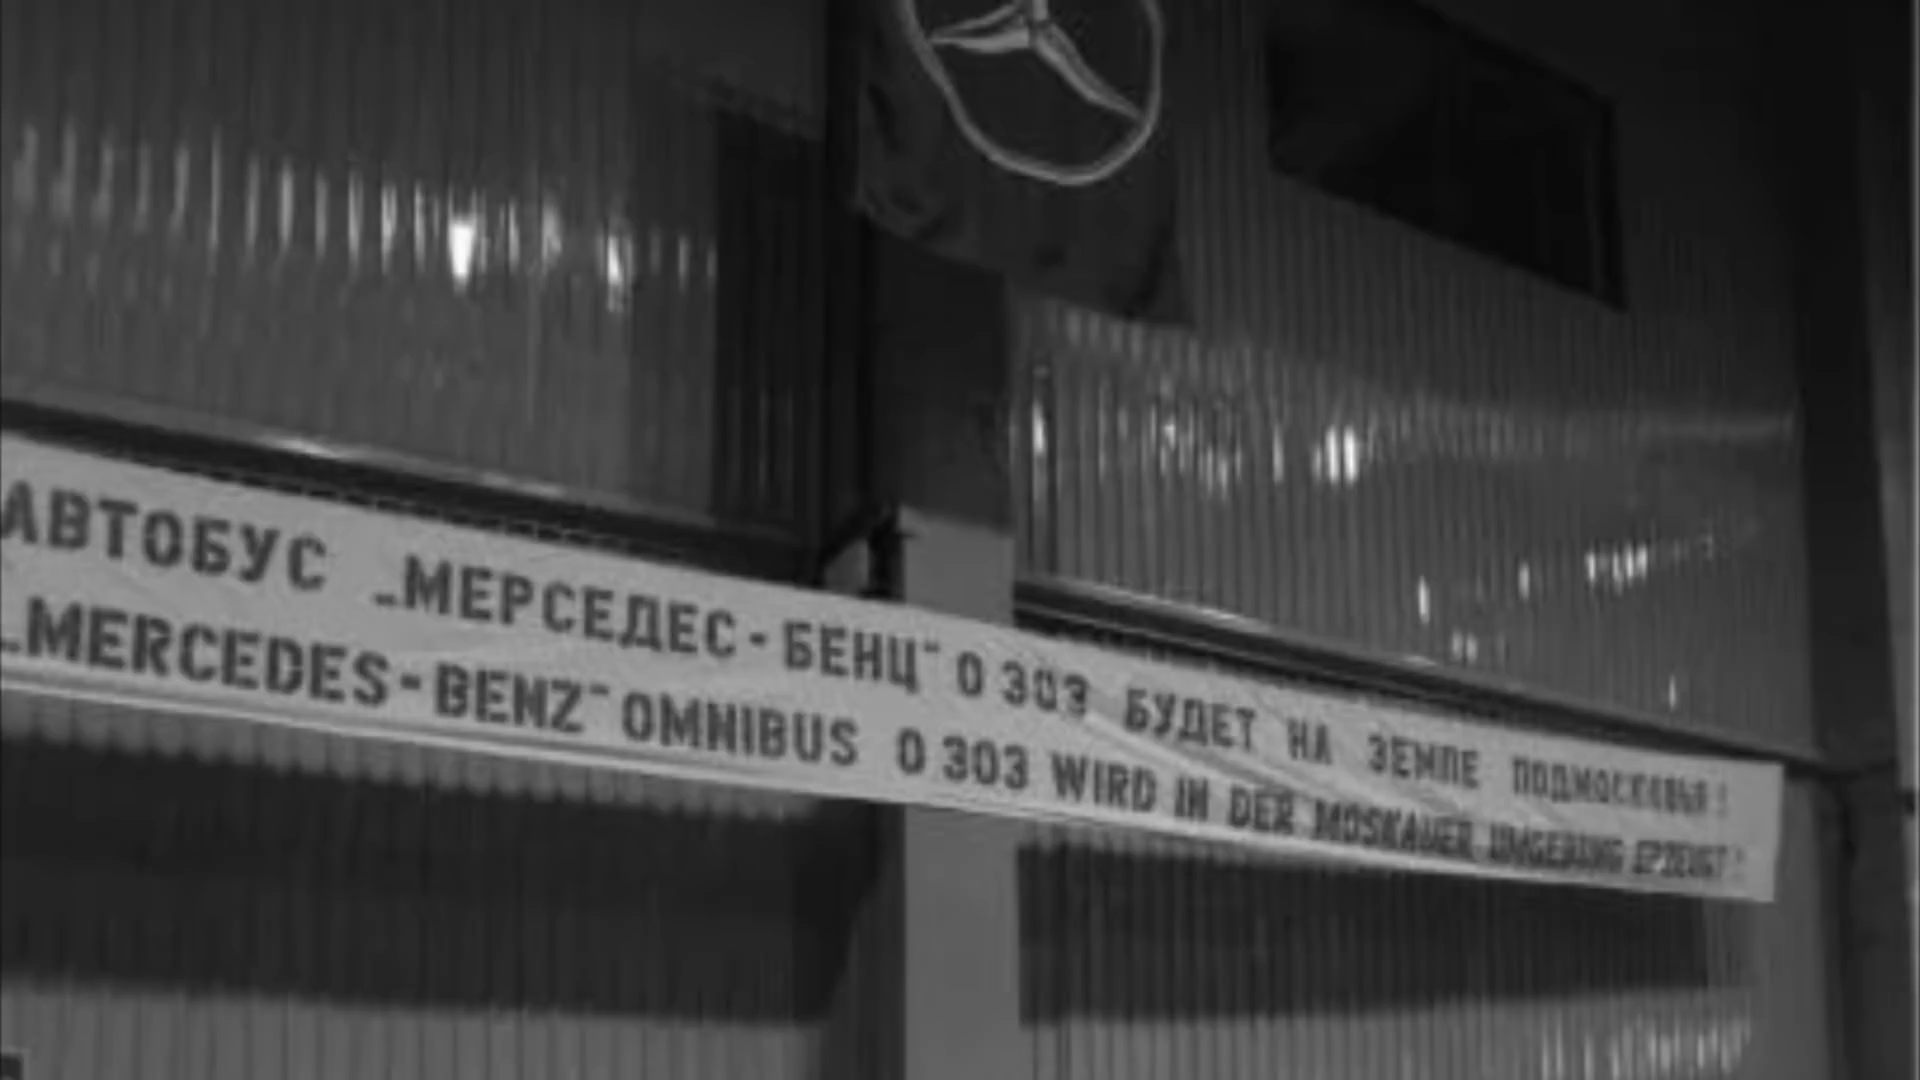 АВТОБУС „МЕРСЕДЕС-БЕНЦ“ О 303 БУДЕТ НА ЗЕМЛЕ ПОДМОСКОВЬЯ!
„MERCEDES-BENZ“ OMNIBUS O 303 WIRD IN DER MOSKAUER UMGEBUNG ERZEUGT!